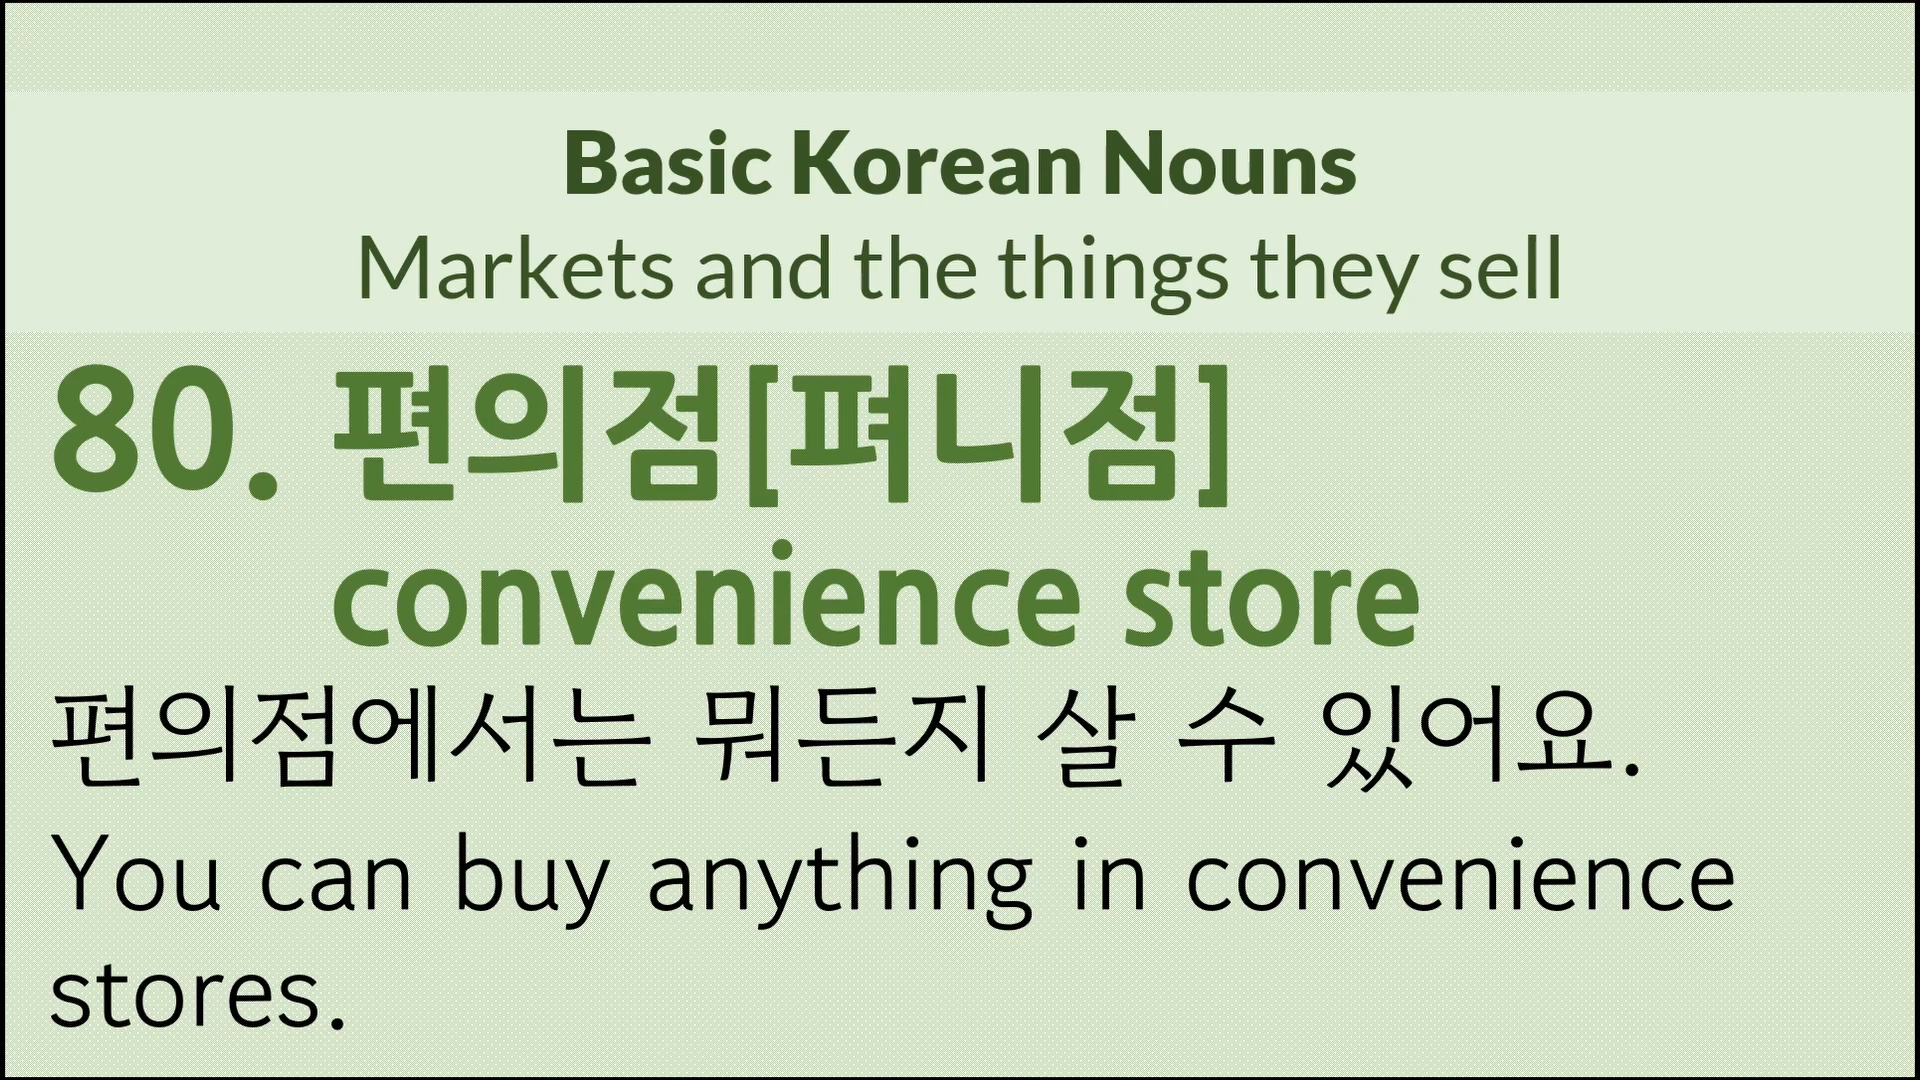 Basic Korean Nouns
Markets and the things they sell
80. 편의점[펴니점]
convenience store
편의점에서는 뭐든지 살 수 있어요.
You can buy anything in convenience
stores.